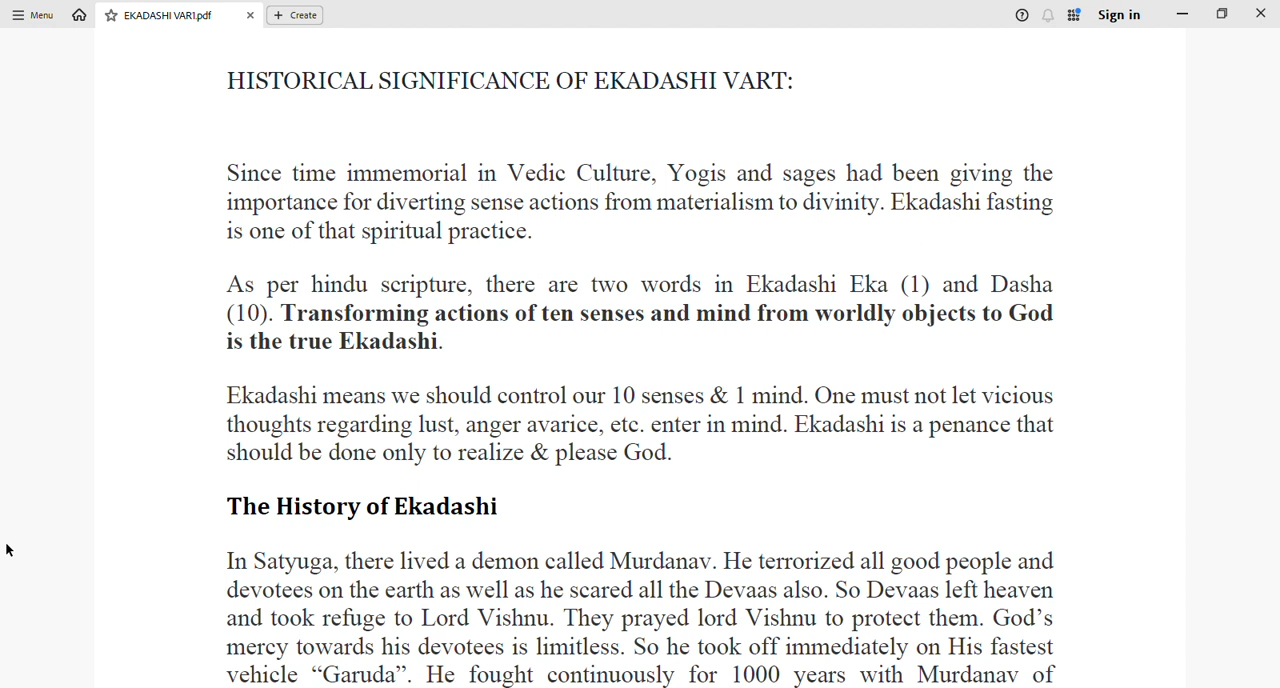 Menu
EKADASHI VART.pdf
Create
Sign in
HISTORICAL SIGNIFICANCE OF EKADASHI VART:
Since time immemorial in Vedic Culture, Yogis and sages had been giving the
importance for diverting sense actions from materialism to divinity. Ekadashi fasting
is one of that spiritual practice.
As per hindu scripture, there are two words in Ekadashi Eka (1) and Dasha
(10). Transforming actions of ten senses and mind from worldly objects to God
is the true Ekadashi.
Ekadashi means we should control our 10 senses & 1 mind. One must not let vicious
thoughts regarding lust, anger avarice, etc. enter in mind. Ekadashi is a penance that
should be done only to realize & please God.
The History of Ekadashi
In Satyuga, there lived a demon called Murdanav. He terrorized all good people and
devotees on the earth as well as he scared all the Devaas also. So Devaas left heaven
and took refuge to Lord Vishnu. They prayed lord Vishnu to protect them. God’s
mercy towards his devotees is limitless. So he took off immediately on His fastest
vehicle “Garuda”. He fought continuously for 1000 years with Murdanav of